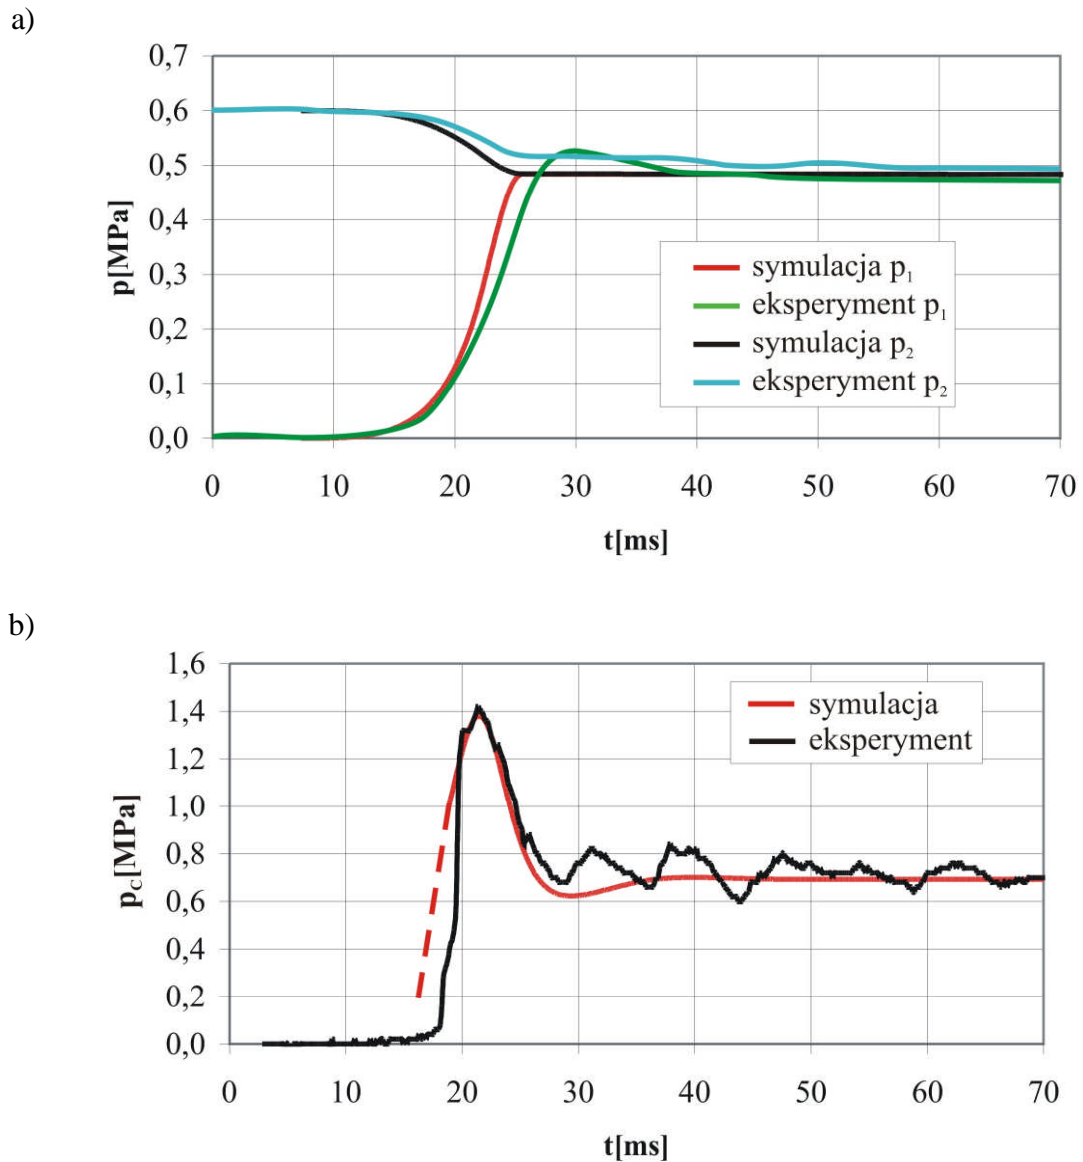 a)
0,7
0,6
0,5
0,4
0,3
0,2
0,1
0,0
p[MPa]
symulacja p₁
eksperyment p₁
symulacja p₂
eksperyment p₂
0 10 20 30 40 50 60 70
t[ms]
b)
1,6
1,4
1,2
1,0
0,8
0,6
0,4
0,2
0,0
p_C[MPa]
symulacja
eksperyment
0 10 20 30 40 50 60 70
t[ms]